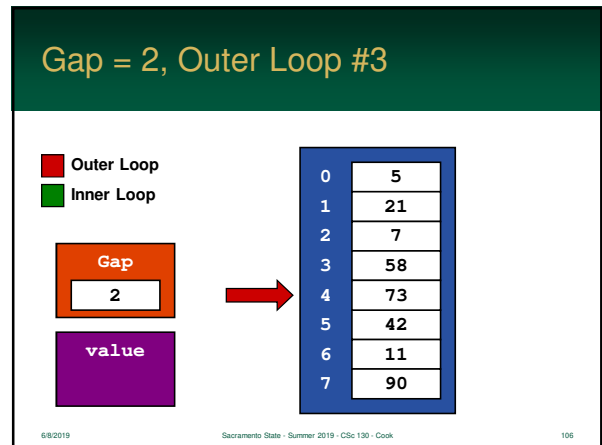 Gap = 2, Outer Loop #3
Outer Loop
Inner Loop
Gap
2
value
0 5
1 21
2 7
3 58
4 73
5 42
6 11
7 90
6/8/2019 Sacramento State - Summer 2019 - CSc 130 - Cook 106